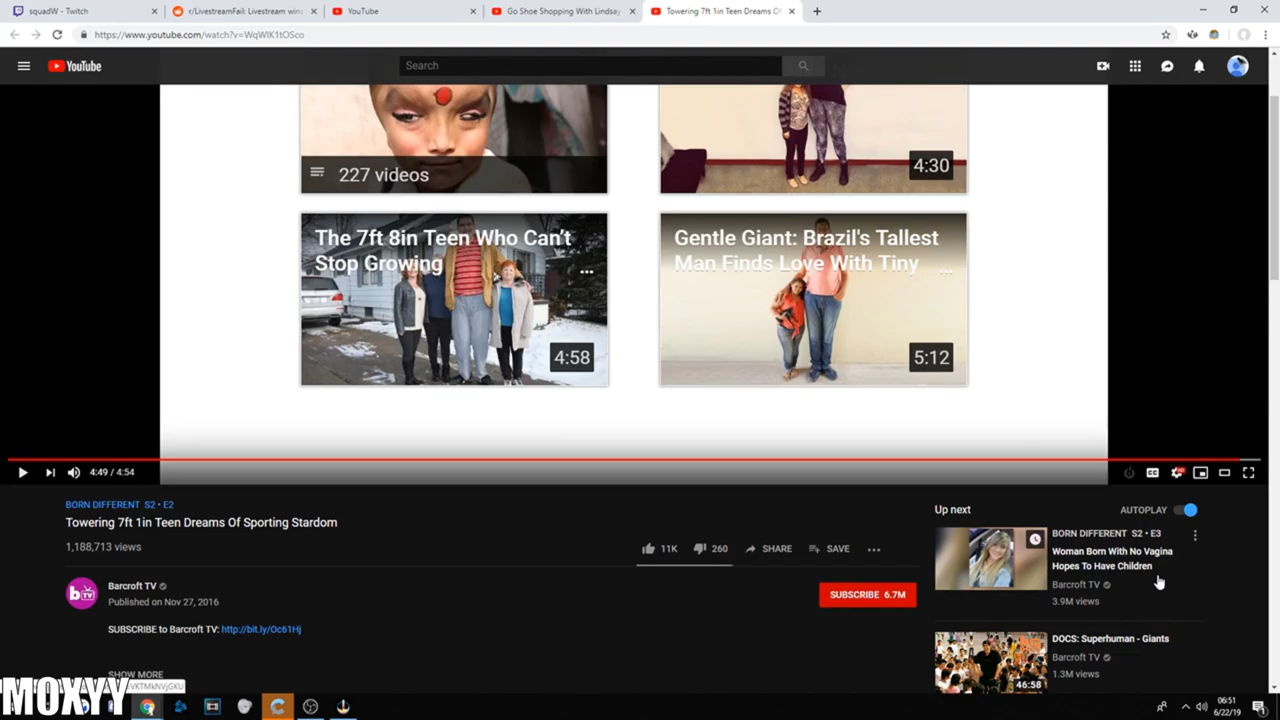 squadW - Twitch
r/LivestreamFail: Livestream win
YouTube
Go Shoe Shopping With Lindsay
Towering 7ft 1in Teen Dreams Of
https://www.youtube.com/watch?v=WqWlK1tOSco
YouTube
Search
227 videos
4:30
The 7ft 8in Teen Who Can't
Stop Growing
4:58
Gentle Giant: Brazil's Tallest
Man Finds Love With Tiny
5:12
4:49 / 4:54
BORN DIFFERENT S2 • E2
Towering 7ft 1in Teen Dreams Of Sporting Stardom
1,188,713 views
11K
260
SHARE
SAVE
Barcroft TV
Published on Nov 27, 2016
SUBSCRIBE 6.7M
SUBSCRIBE to Barcroft TV: http://bit.ly/Oc61Hj
SHOW MORE
Up next
AUTOPLAY
BORN DIFFERENT S2 • E3
Woman Born With No Vagina
Hopes To Have Children
Barcroft TV
3.9M views
DOCS: Superhuman - Giants
Barcroft TV
1.3M views
46:58
MOXYY
06:51
6/22/19